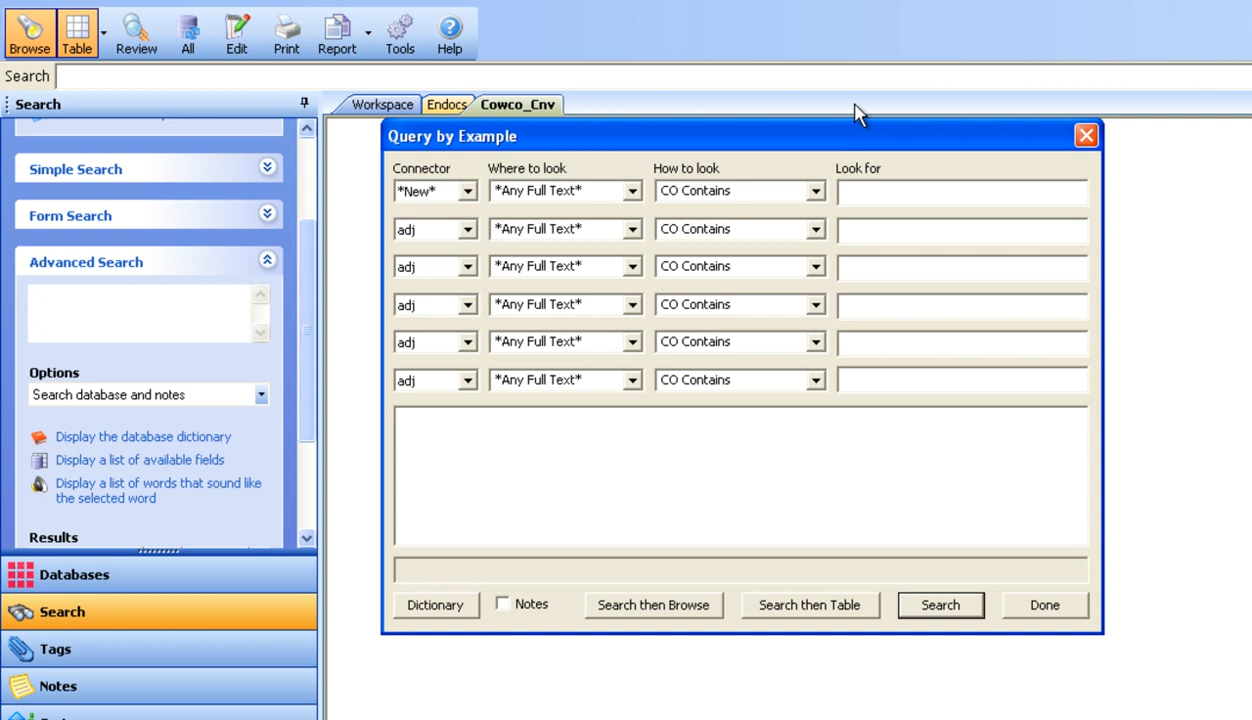 Browse Table Review All Edit Print Report Tools Help
Search
Search
Workspace Endocs Cowco_Cnv
Simple Search
Form Search
Advanced Search
Options
Search database and notes
Display the database dictionary
Display a list of available fields
Display a list of words that sound like
the selected word
Results
Databases
Search
Tags
Notes
Query by Example
Connector Where to look How to look Look for
*New* *Any Full Text* CO Contains
adj *Any Full Text* CO Contains
adj *Any Full Text* CO Contains
adj *Any Full Text* CO Contains
adj *Any Full Text* CO Contains
adj *Any Full Text* CO Contains
Dictionary Notes Search then Browse Search then Table Search Done